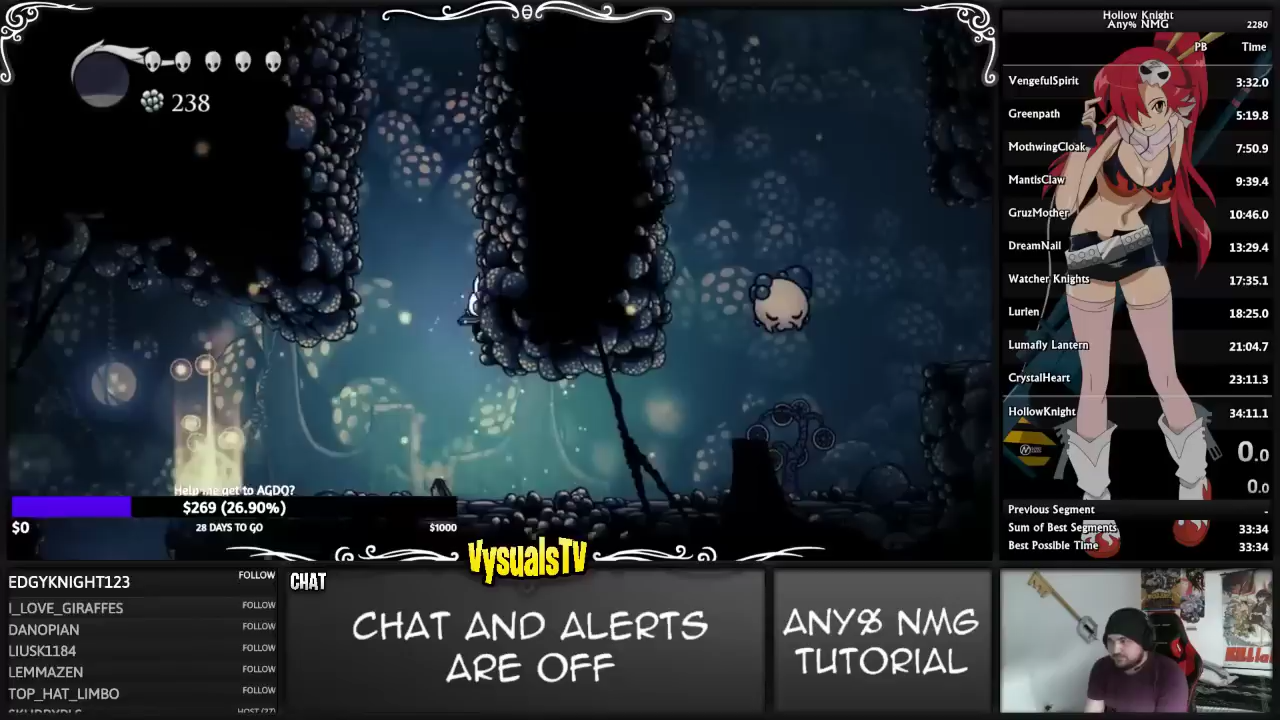 238
Help me get to AGDQ?
$269 (26.90%)
$0
28 DAYS TO GO
$1000
VysualsTV
EDGYKNIGHT123 FOLLOW
I_LOVE_GIRAFFES FOLLOW
DANOPIAN FOLLOW
LIUSK1184 FOLLOW
LEMMAZEN FOLLOW
TOP_HAT_LIMBO FOLLOW
CHAT
CHAT AND ALERTS
ARE OFF
ANY% NMG
TUTORIAL
Hollow Knight
Any% NMG 2280
PB Time
VengefulSpirit 3:32.0
Greenpath 5:19.8
MothwingCloak 7:50.9
MantisClaw 9:39.4
GruzMother 10:46.0
DreamNail 13:29.4
Watcher Knights 17:35.1
Lurien 18:25.0
Lumafly Lantern 21:04.7
CrystalHeart 23:11.3
HollowKnight 34:11.1
0.0
0.0
Previous Segment -
Sum of Best Segments 33:34
Best Possible Time 33:34